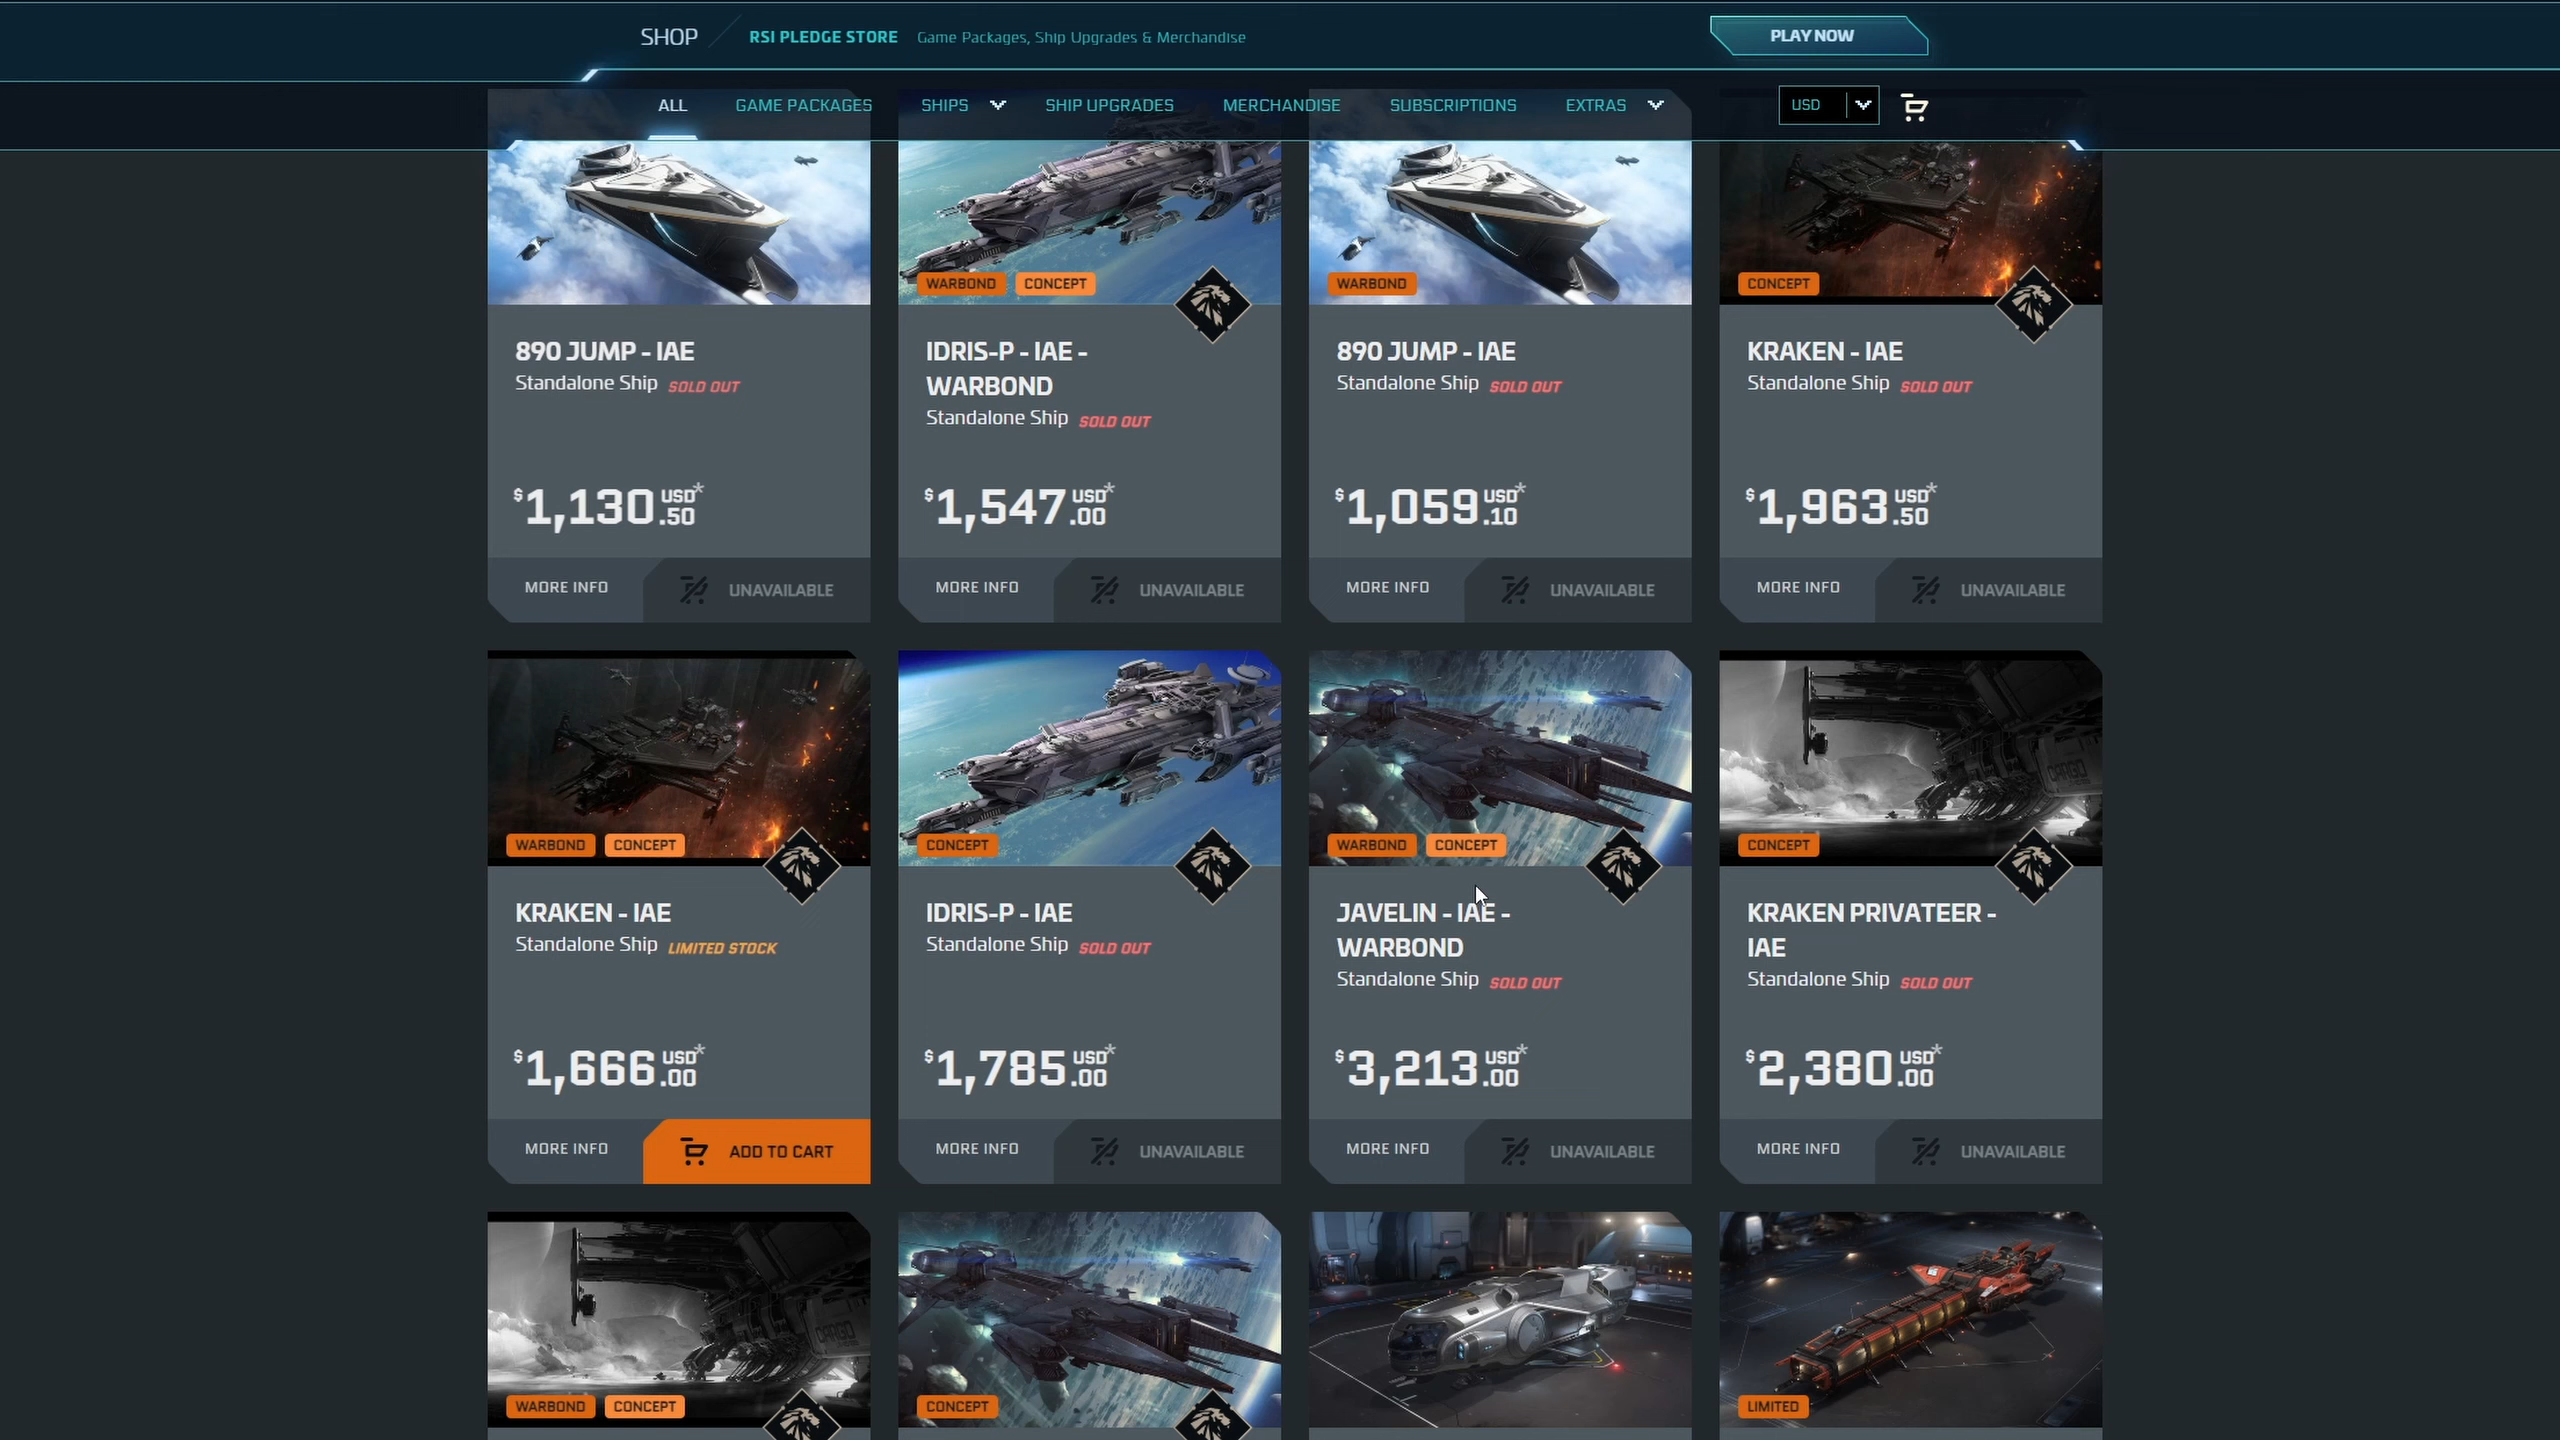 SHOP
RSI PLEDGE STORE Game Packages, Ship Upgrades & Merchandise
PLAY NOW
ALL GAME PACKAGES SHIPS SHIP UPGRADES MERCHANDISE SUBSCRIPTIONS EXTRAS USD
WARBOND CONCEPT
WARBOND
CONCEPT
890 JUMP - IAE
Standalone Ship SOLD OUT
$1,130.50 USD*
MORE INFO UNAVAILABLE
IDRIS-P - IAE -
WARBOND
Standalone Ship SOLD OUT
$1,547.00 USD*
MORE INFO UNAVAILABLE
890 JUMP - IAE
Standalone Ship SOLD OUT
$1,059.10 USD*
MORE INFO UNAVAILABLE
KRAKEN - IAE
Standalone Ship SOLD OUT
$1,963.50 USD*
MORE INFO UNAVAILABLE
WARBOND CONCEPT
KRAKEN - IAE
Standalone Ship LIMITED STOCK
$1,666.00 USD*
MORE INFO ADD TO CART
CONCEPT
IDRIS-P - IAE
Standalone Ship SOLD OUT
$1,785.00 USD*
MORE INFO UNAVAILABLE
WARBOND CONCEPT
JAVELIN - IAE -
WARBOND
Standalone Ship SOLD OUT
$3,213.00 USD*
MORE INFO UNAVAILABLE
CARGO
CONCEPT
KRAKEN PRIVATEER -
IAE
Standalone Ship SOLD OUT
$2,380.00 USD*
MORE INFO UNAVAILABLE
CARGO
WARBOND CONCEPT
CONCEPT
LIMITED